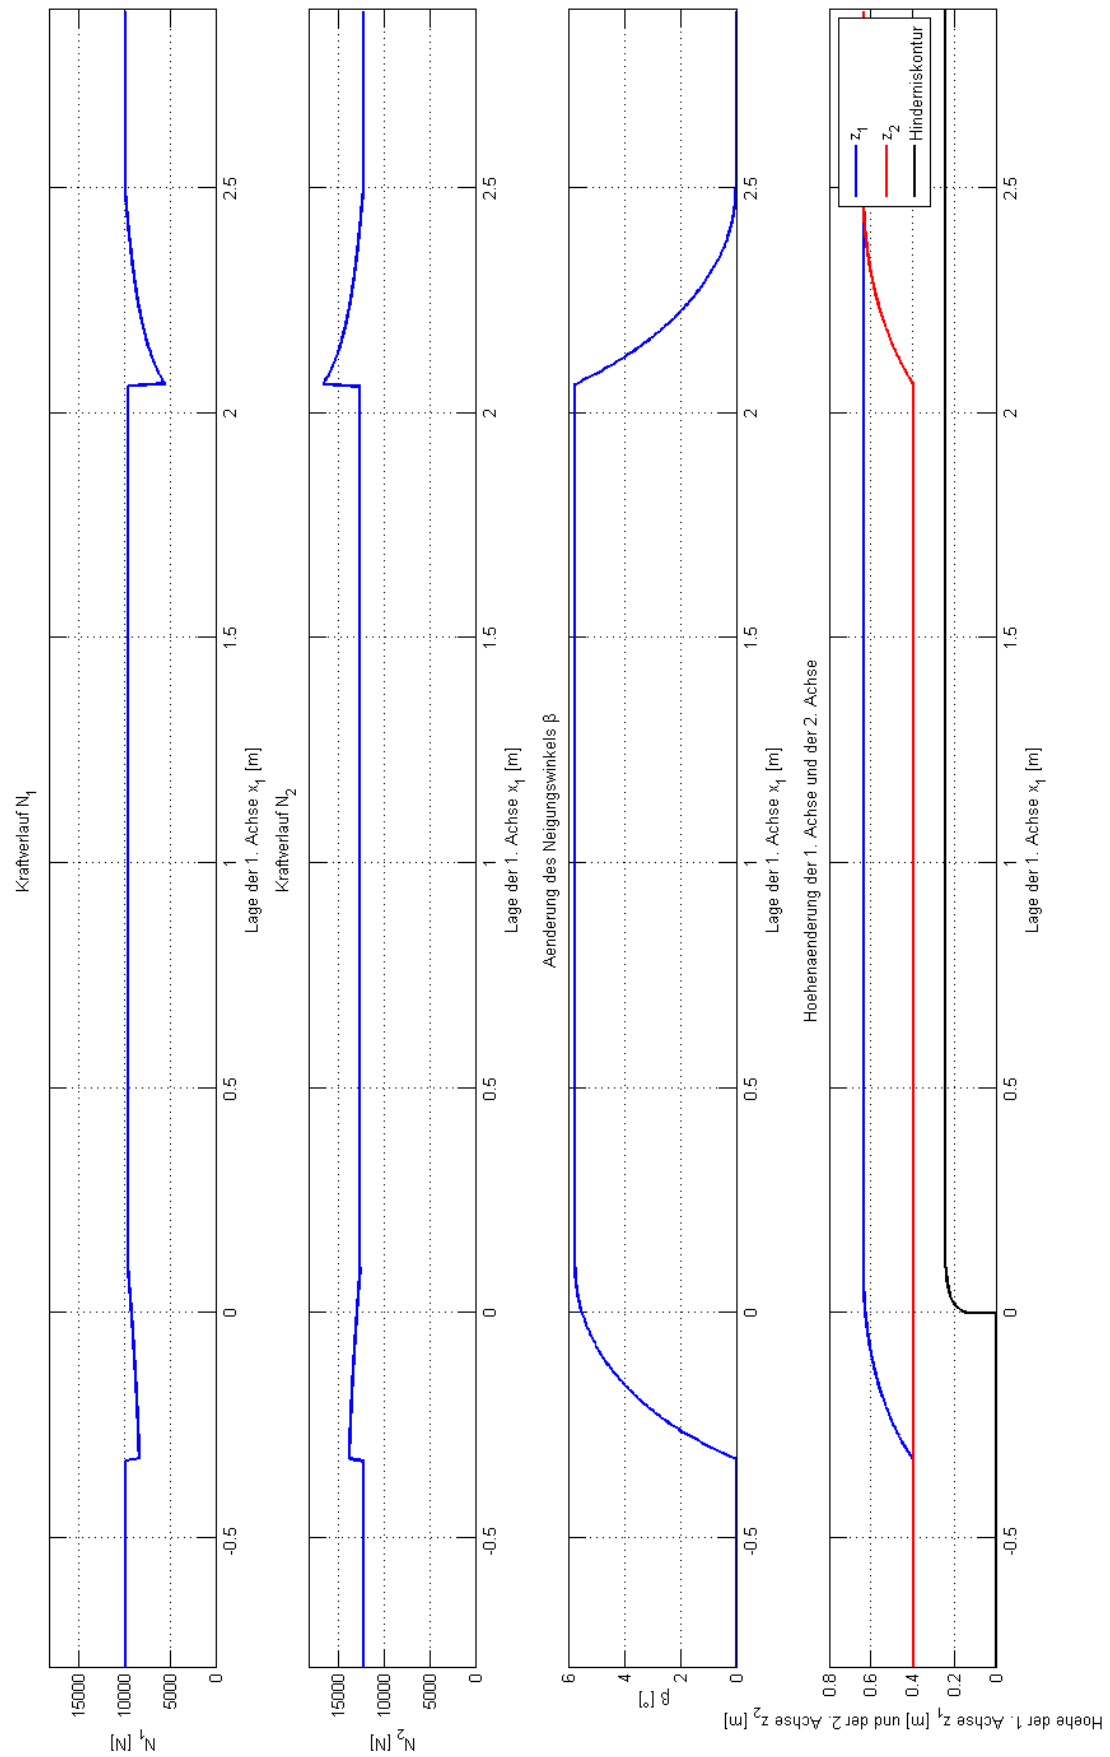 Kraftverlauf N1
N1 [N]
15000
10000
5000
0
-0.5 0 0.5 1 1.5 2 2.5
Lage der 1. Achse x1 [m]
Kraftverlauf N2
N2 [N]
15000
10000
5000
0
-0.5 0 0.5 1 1.5 2 2.5
Lage der 1. Achse x1 [m]
Aenderung des Neigungswinkels β
β [°]
6
4
2
0
-0.5 0 0.5 1 1.5 2 2.5
Lage der 1. Achse x1 [m]
Hoehenaenderung der 1. Achse und der 2. Achse
Hoehe der 1. Achse z1 [m] und der 2. Achse z2 [m]
0.8
0.6
0.4
0.2
0
-0.5 0 0.5 1 1.5 2 2.5
Lage der 1. Achse x1 [m]
z1
z2
Hinderniskontur